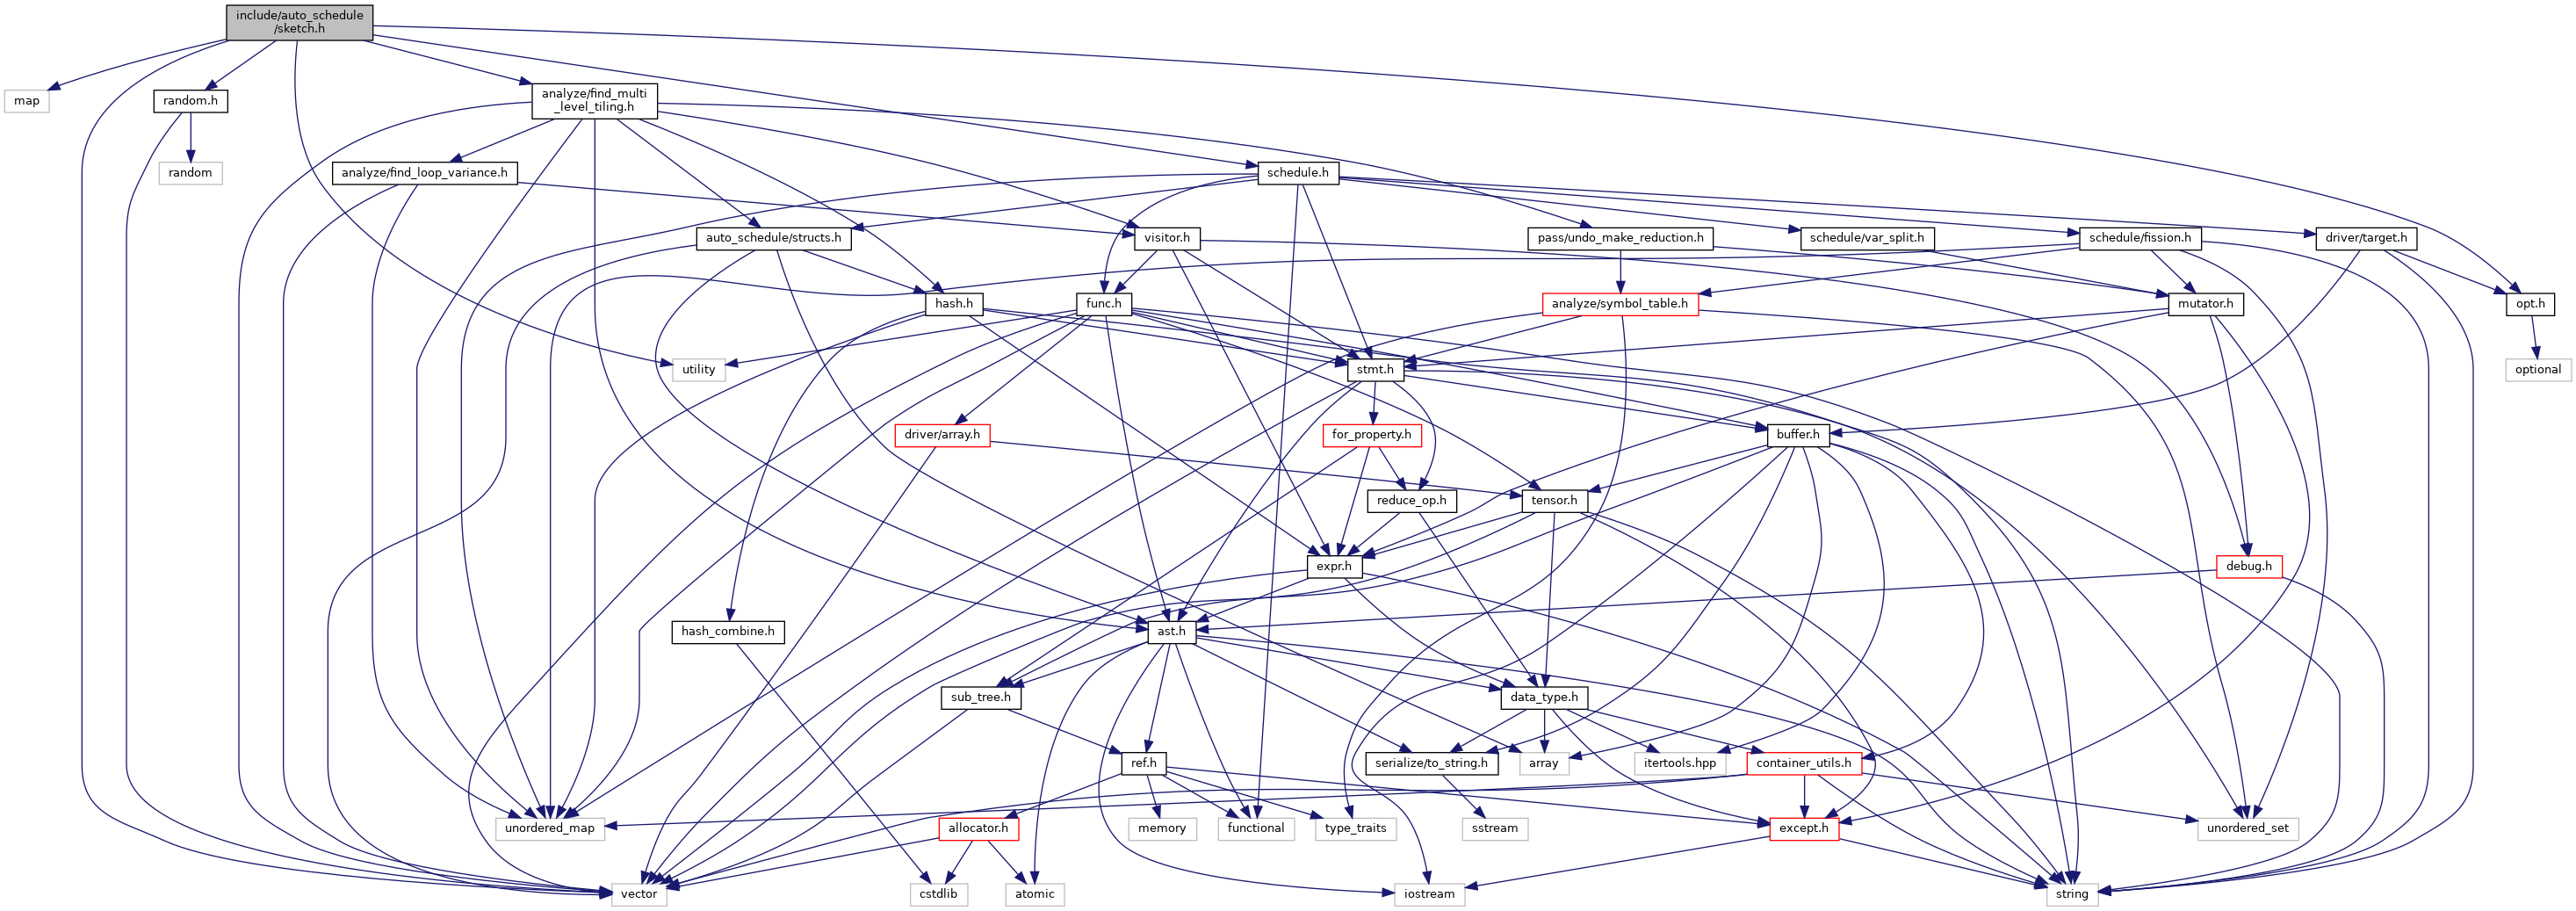 include/auto_schedule
/sketch.h
map
random.h
analyze/find_multi
_level_tiling.h
random
analyze/find_loop_variance.h
schedule.h
auto_schedule/structs.h
visitor.h
pass/undo_make_reduction.h
schedule/var_split.h
schedule/fission.h
driver/target.h
hash.h
func.h
analyze/symbol_table.h
mutator.h
opt.h
utility
stmt.h
optional
driver/array.h
for_property.h
buffer.h
reduce_op.h
tensor.h
expr.h
debug.h
hash_combine.h
ast.h
sub_tree.h
data_type.h
ref.h
serialize/to_string.h
array
itertools.hpp
container_utils.h
unordered_map
allocator.h
memory
functional
type_traits
sstream
except.h
unordered_set
vector
cstdlib
atomic
iostream
string